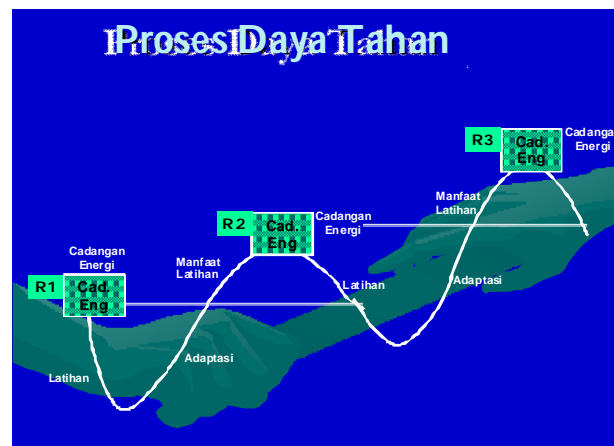 Proses Daya Tahan
R3
Cad.
Eng
Cadangan
Energi
Manfaat
Latihan
R2
Cad.
Eng
Cadangan
Energi
Cadangan
Energi
Manfaat
Latihan
R1
Cad.
Eng
Latihan
Adaptasi
Adaptasi
Latihan